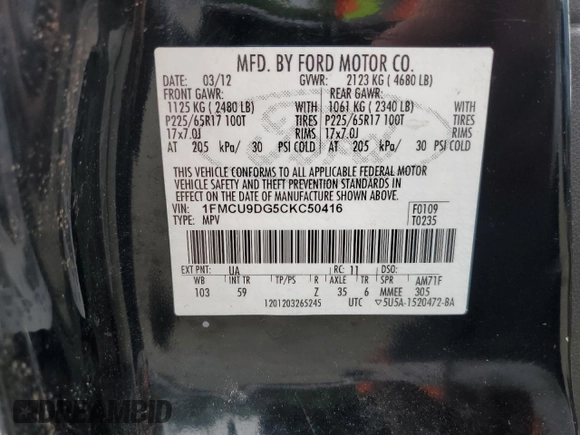 MFD. BY FORD MOTOR CO.
DATE: 03/12 GVWR: 2123 KG (4680 LB)
FRONT GAWR: REAR GAWR:
1125 KG (2480 LB) WITH 1061 KG (2340 LB) WITH
P225/65R17 100T TIRES P225/65R17 100T TIRES
17x7.0J RIMS 17x7.0J RIMS
AT 205 kPa/ 30 PSI COLD AT 205 kPa/ 30 PSI COLD
THIS VEHICLE CONFORMS TO ALL APPLICABLE FEDERAL MOTOR
VEHICLE SAFETY AND THEFT PREVENTION STANDARDS IN
EFFECT ON THE DATE OF MANUFACTURE SHOWN ABOVE.
VIN: 1FMCU9DG5CKC50416 F0109
TYPE: MPV T0235
EXT PNT: UA RC: 11 DSO:
WB INT TR TP/PS R AXLE TR SPR AM71F
103 59 Z 35 6 MMEE 305
1201203265245 UTC 5U5A-1520472-BA
DREAMBID